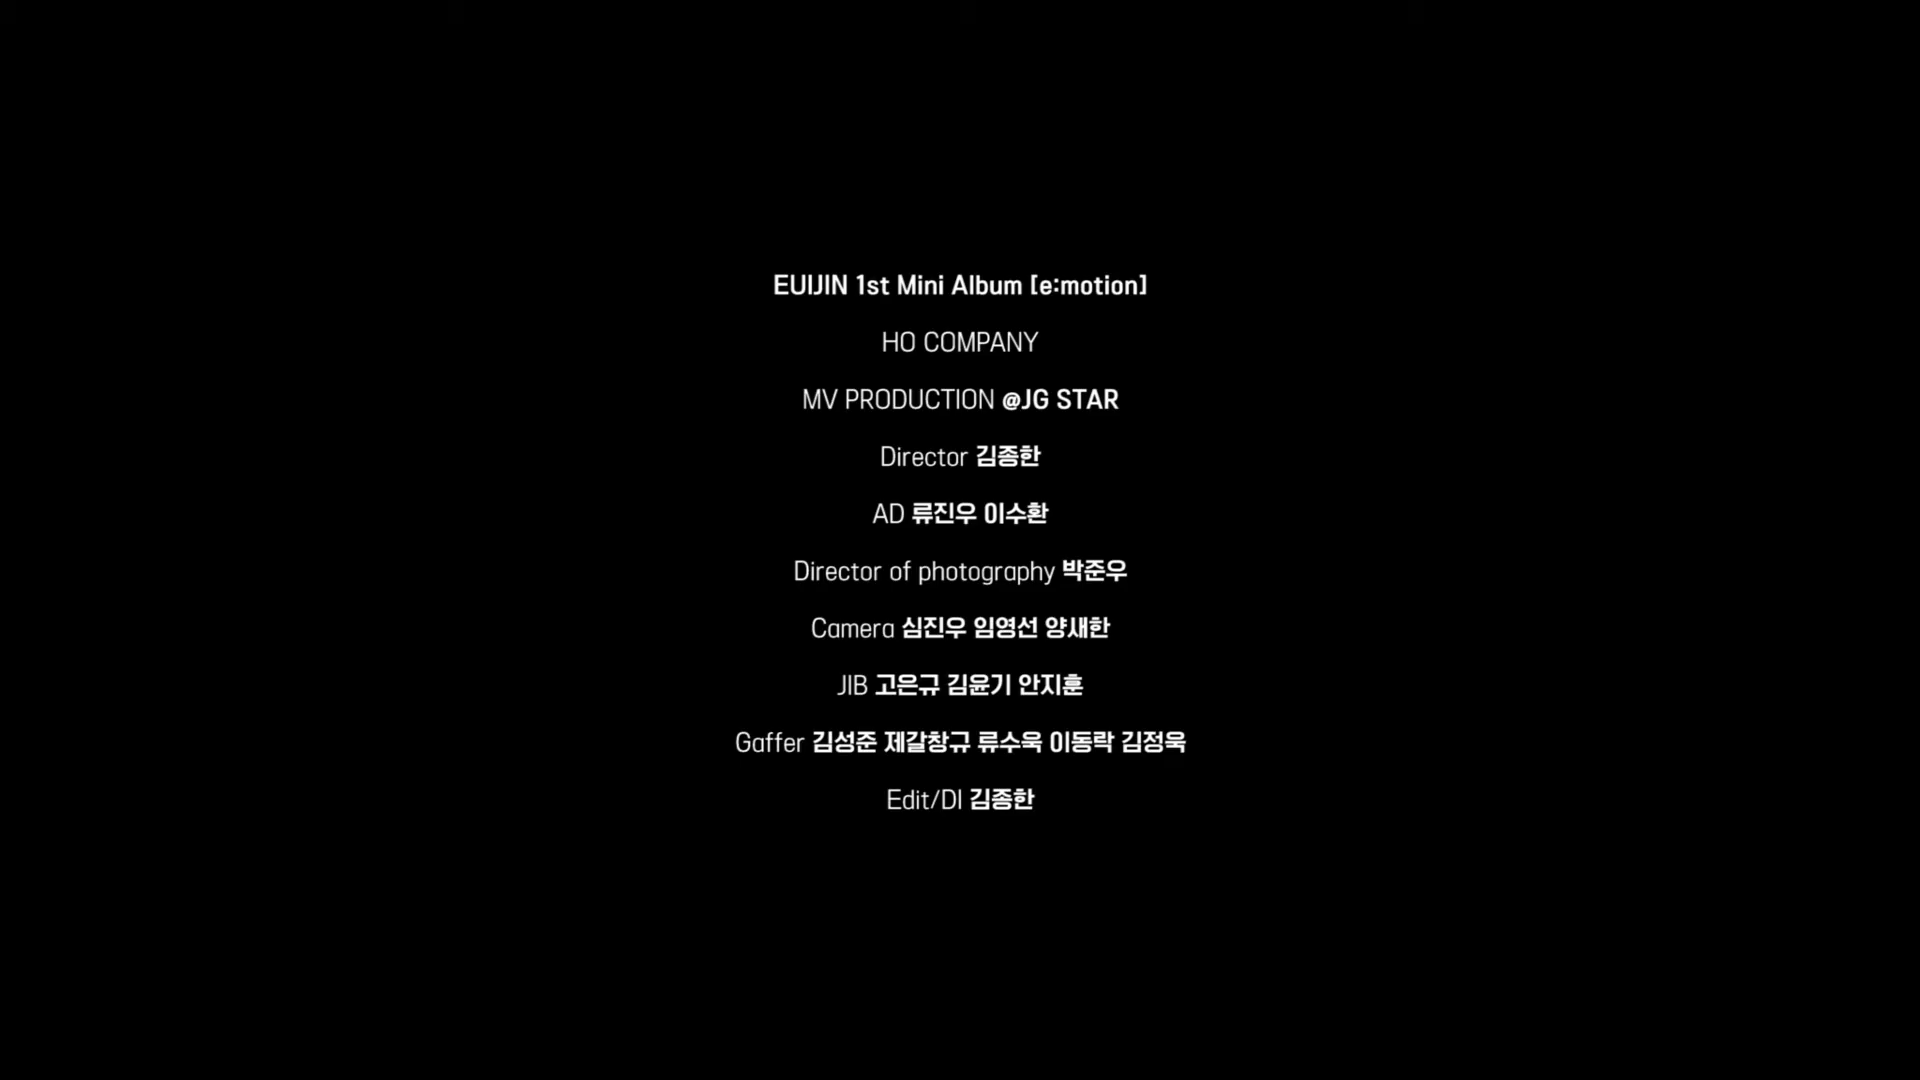 EUIJIN 1st Mini Album [e:motion]
HO COMPANY
MV PRODUCTION @JG STAR
Director 김종한
AD 류진우 이수환
Director of photography 박준우
Camera 심진우 임영선 양새한
JIB 고은규 김윤기 안지훈
Gaffer 김성준 제갈창규 류수욱 이동락 김정욱
Edit/DI 김종한